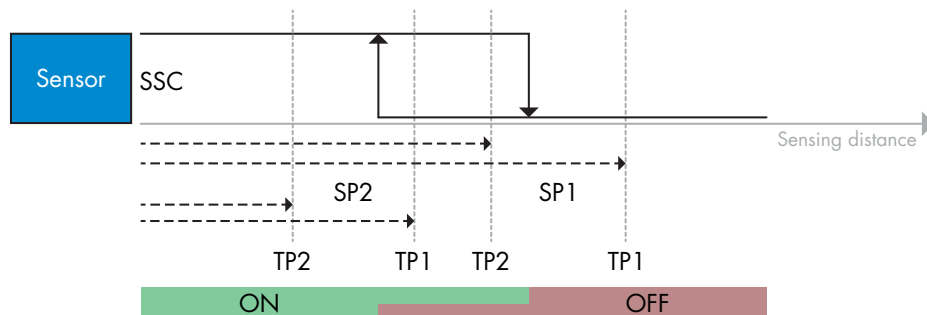 Sensor
SSC
Sensing distance
SP2 SP1
TP2 TP1 TP2 TP1
ON OFF